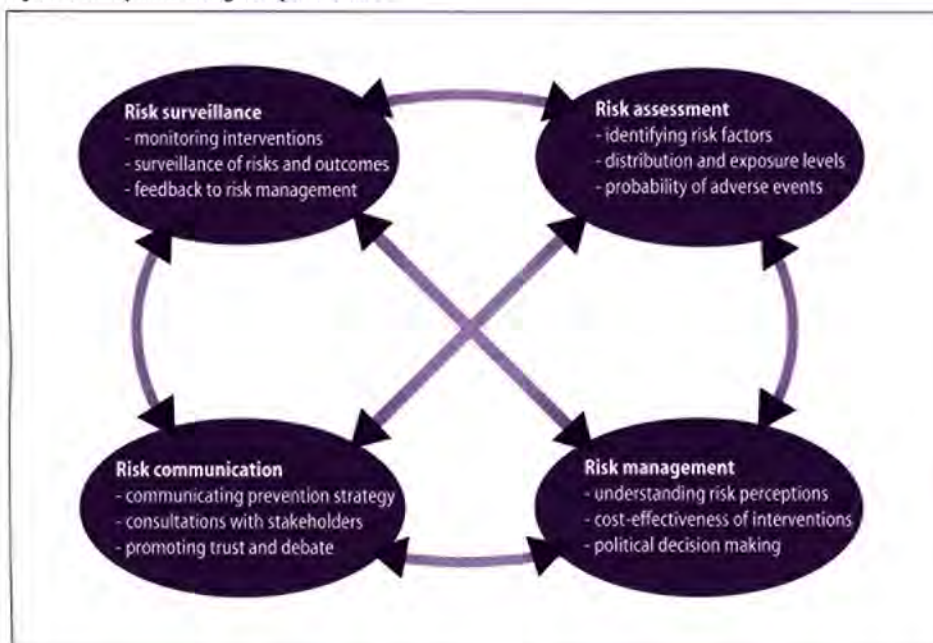 Risk surveillance
- monitoring interventions
- surveillance of risks and outcomes
- feedback to risk management
Risk assessment
- identifying risk factors
- distribution and exposure levels
- probability of adverse events
Risk communication
- communicating prevention strategy
- consultations with stakeholders
- promoting trust and debate
Risk management
- understanding risk perceptions
- cost-effectiveness of interventions
- political decision making